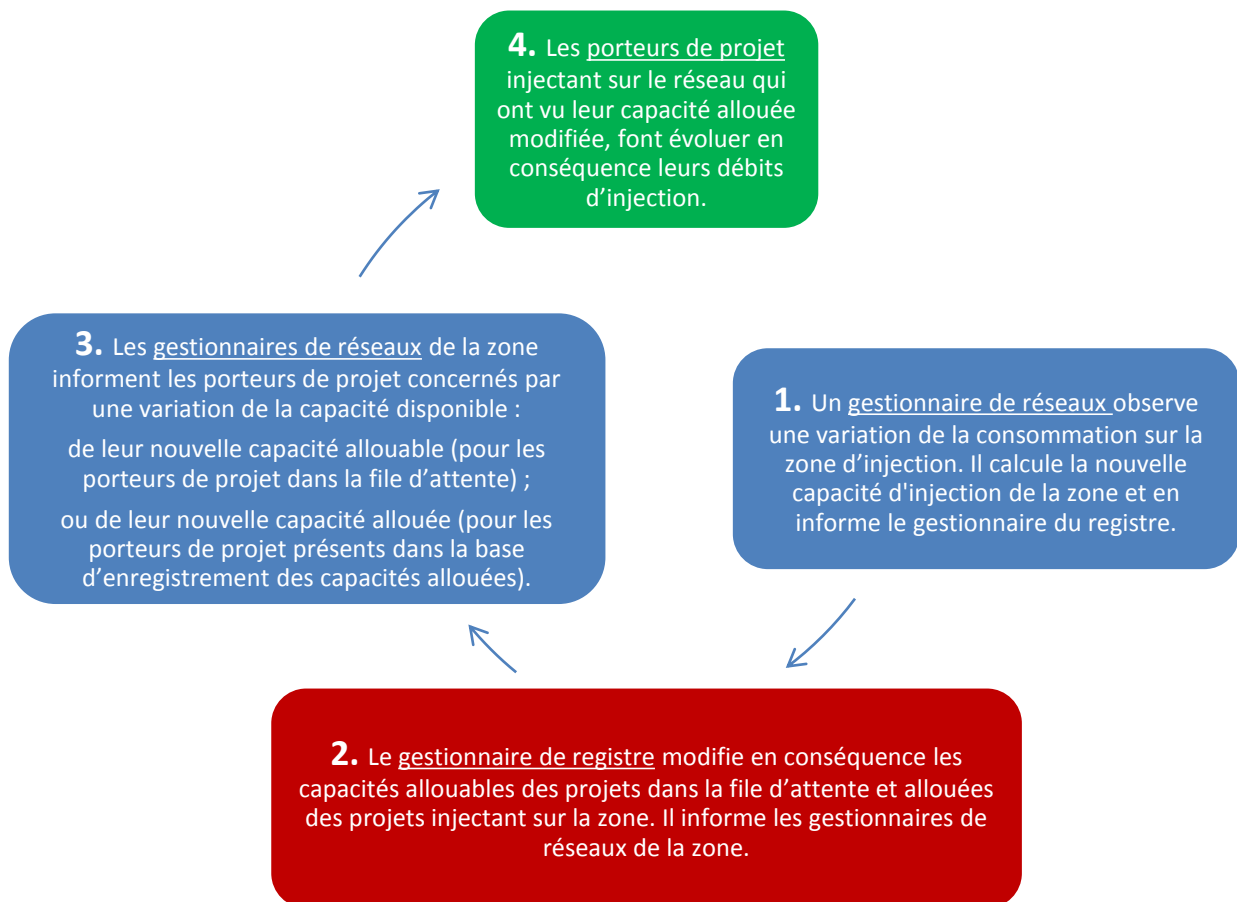 4. Les porteurs de projet
injectant sur le réseau qui
ont vu leur capacité allouée
modifiée, font évoluer en
conséquence leurs débits
d’injection.
3. Les gestionnaires de réseaux de la zone
informent les porteurs de projet concernés par
une variation de la capacité disponible :
de leur nouvelle capacité allouable (pour les
porteurs de projet dans la file d’attente) ;
ou de leur nouvelle capacité allouée (pour les
porteurs de projet présents dans la base
d’enregistrement des capacités allouées).
1. Un gestionnaire de réseaux observe
une variation de la consommation sur la
zone d’injection. Il calcule la nouvelle
capacité d'injection de la zone et en
informe le gestionnaire du registre.
2. Le gestionnaire de registre modifie en conséquence les
capacités allouables des projets dans la file d’attente et allouées
des projets injectant sur la zone. Il informe les gestionnaires de
réseaux de la zone.